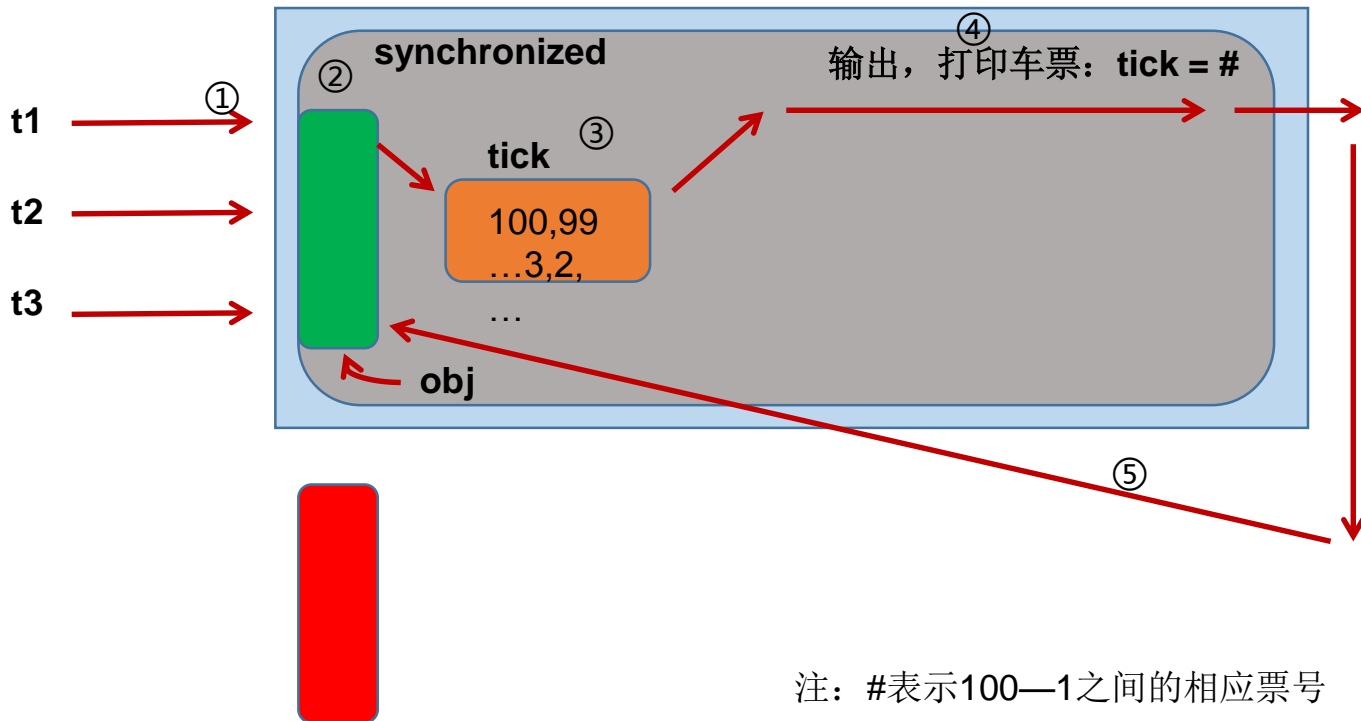 ④
synchronized
输出，打印车票：tick = #
②
①
t1
③
tick
t2
100,99
…3,2,
t3
…
obj
⑤
注：#表示100—1之间的相应票号